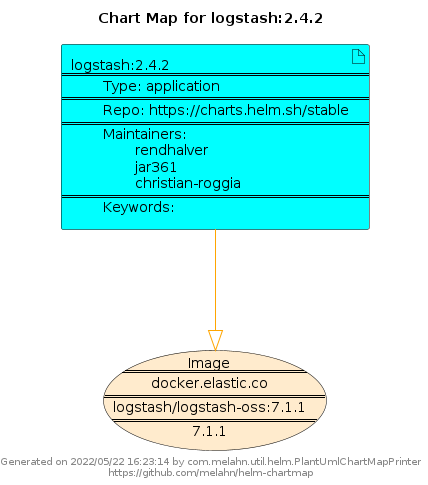 Chart Map for logstash:2.4.2
logstash:2.4.2
Type: application
Repo: https://charts.helm.sh/stable
Maintainers:
rendhalver
jar361
christian-roggia
Keywords:
Image
docker.elastic.co
logstash/logstash-oss:7.1.1
7.1.1
Generated on 2022/05/22 16:23:14 by com.melahn.util.helm.PlantUmlChartMapPrinter
https://github.com/melahn/helm-chartmap